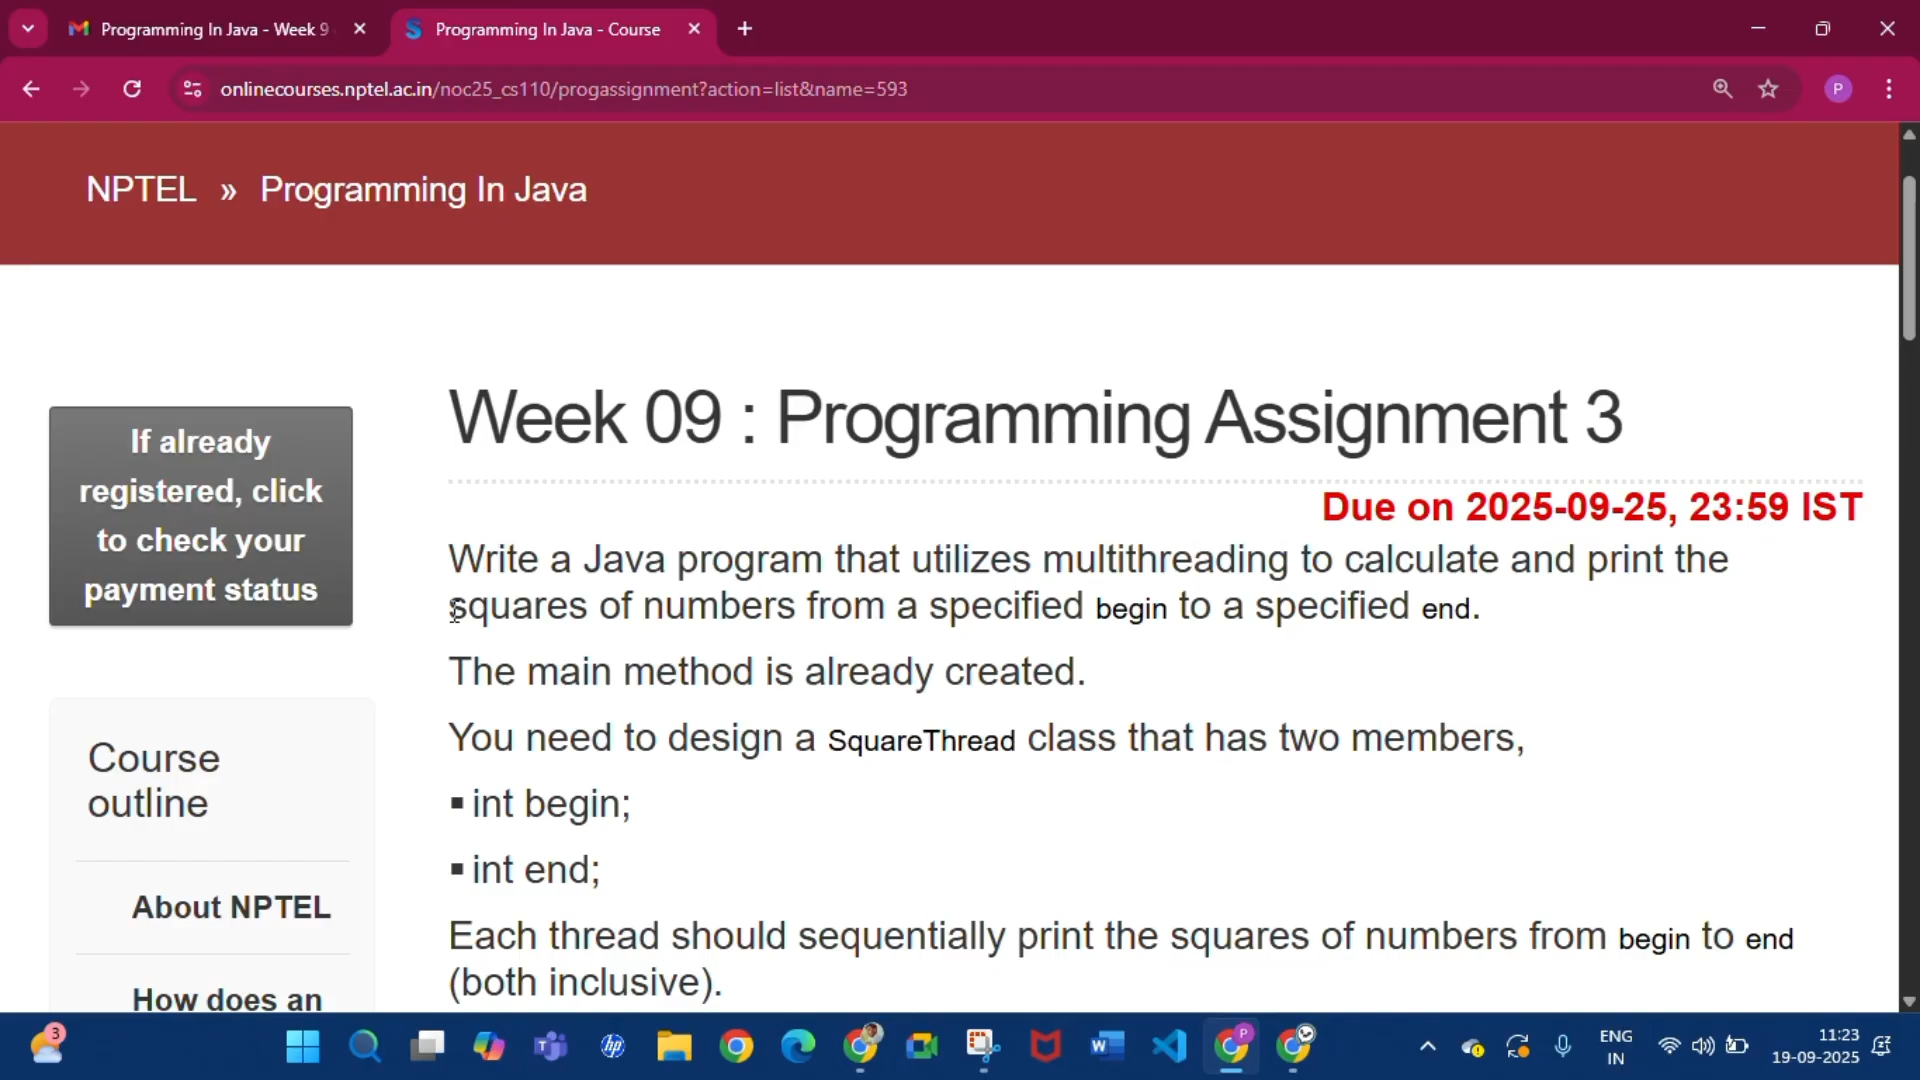 Programming In Java - Week 9
Programming In Java - Course
onlinecourses.nptel.ac.in/noc25_cs110/progassignment?action=list&name=593
P
NPTEL » Programming In Java
If already
registered, click
to check your
payment status
Course
outline
About NPTEL
How does an
Week 09 : Programming Assignment 3
Due on 2025-09-25, 23:59 IST
Write a Java program that utilizes multithreading to calculate and print the
squares of numbers from a specified begin to a specified end.
The main method is already created.
You need to design a SquareThread class that has two members,
▪ int begin;
▪ int end;
Each thread should sequentially print the squares of numbers from begin to end
(both inclusive).
3
hp
W
P
ENG
IN
11:23
19-09-2025